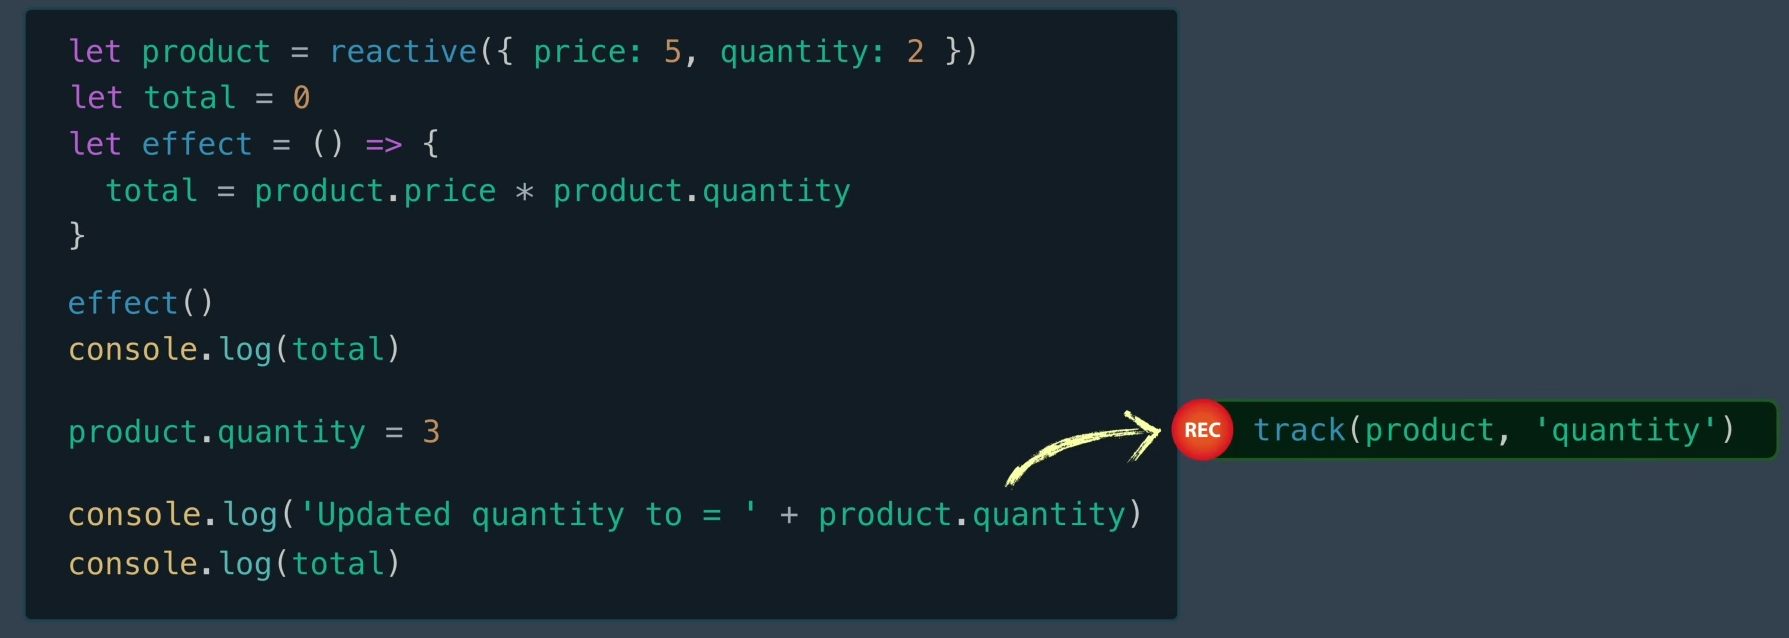 let product = reactive({ price: 5, quantity: 2 })
let total = 0
let effect = () => {
  total = product.price * product.quantity
}
effect()
console.log(total)
product.quantity = 3
REC track(product, 'quantity')
console.log('Updated quantity to = ' + product.quantity)
console.log(total)